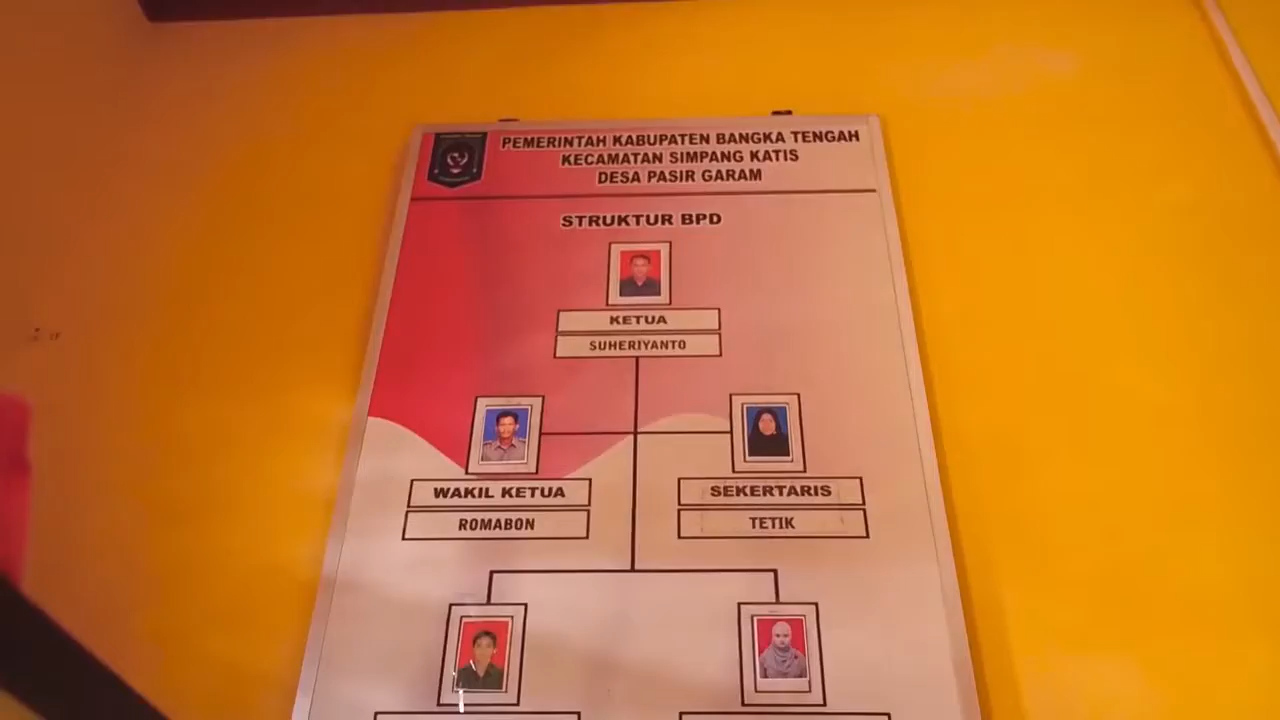 PEMERINTAH KABUPATEN BANGKA TENGAH
KECAMATAN SIMPANG KATIS
DESA PASIR GARAM
STRUKTUR BPD
KETUA
SUHERIYANTO
WAKIL KETUA
ROMABON
SEKERTARIS
TETIK